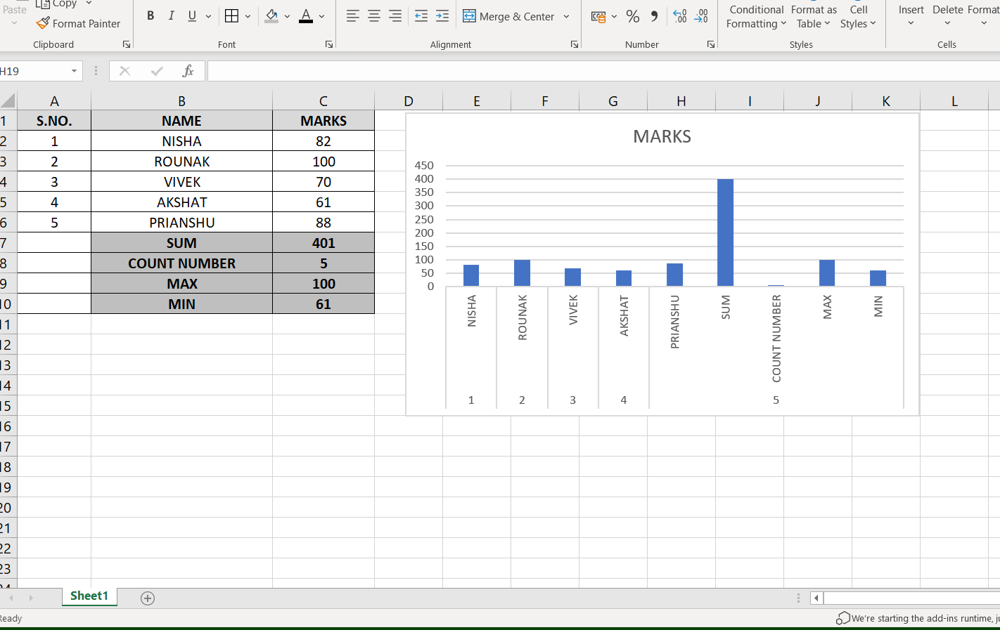 Paste Copy
Format Painter
B I U A
Merge & Center
% .00 .00
Conditional Formatting
Format as Table
Cell Styles
Insert Delete Format
Clipboard Font Alignment Number Styles Cells
H19 fx
A B C D E F G H I J K L
1 S.NO. NAME MARKS
2 1 NISHA 82
3 2 ROUNAK 100
4 3 VIVEK 70
5 4 AKSHAT 61
6 5 PRIANSHU 88
7 SUM 401
8 COUNT NUMBER 5
9 MAX 100
10 MIN 61
11
12
13
14
15
16
17
18
19
20
21
22
23
24
MARKS
450
400
350
300
250
200
150
100
50
0
NISHA ROUNAK VIVEK AKSHAT PRIANSHU SUM COUNT NUMBER MAX MIN
1 2 3 4 5
Sheet1
Ready We're starting the add-ins runtime,